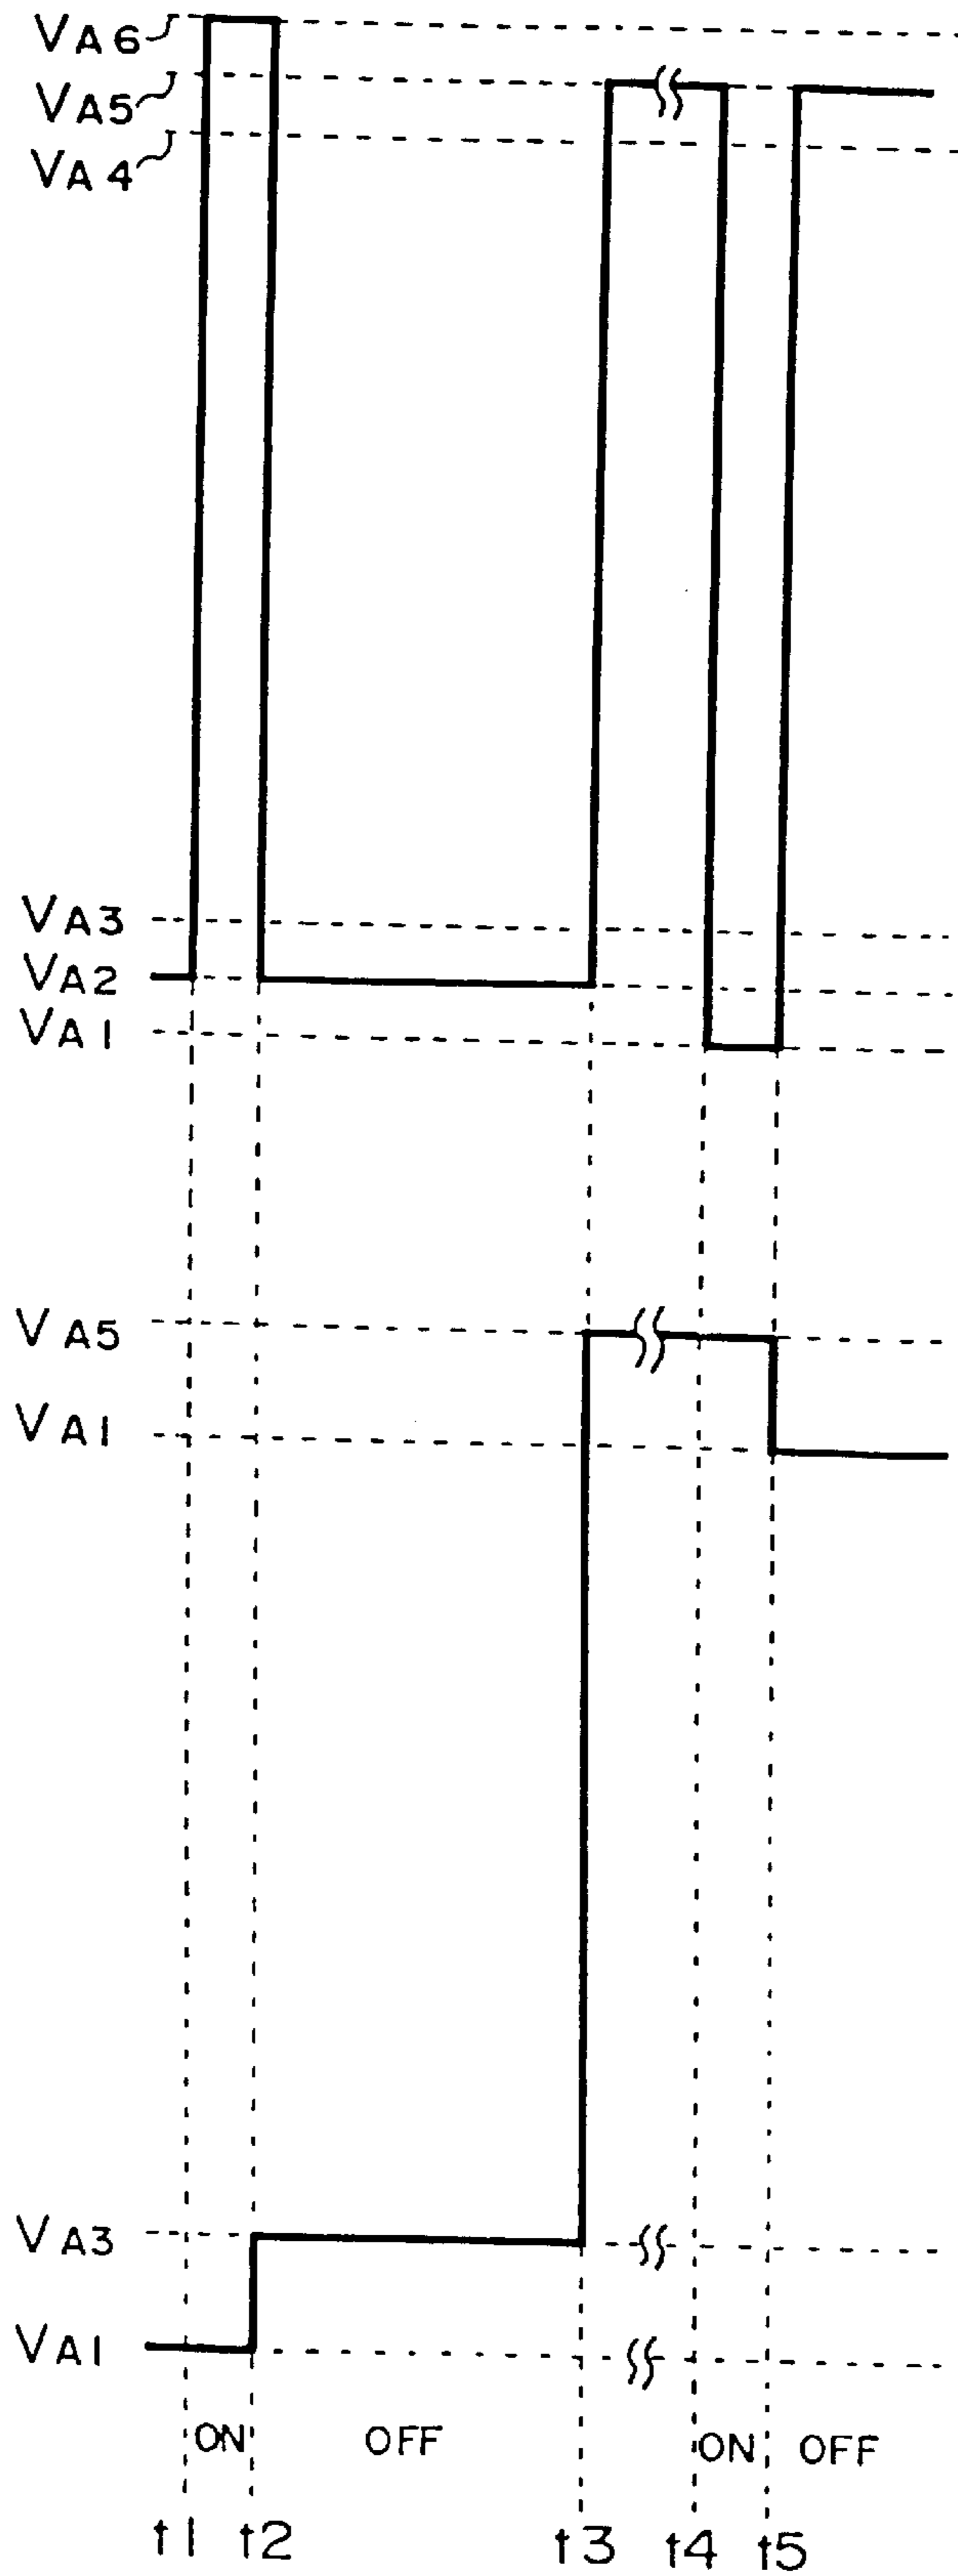 VA6
VA5
VA4
VA3
VA2
VA1
VA5
VA1
VA3
VA1
ON OFF ON OFF
t1 t2 t3 t4 t5